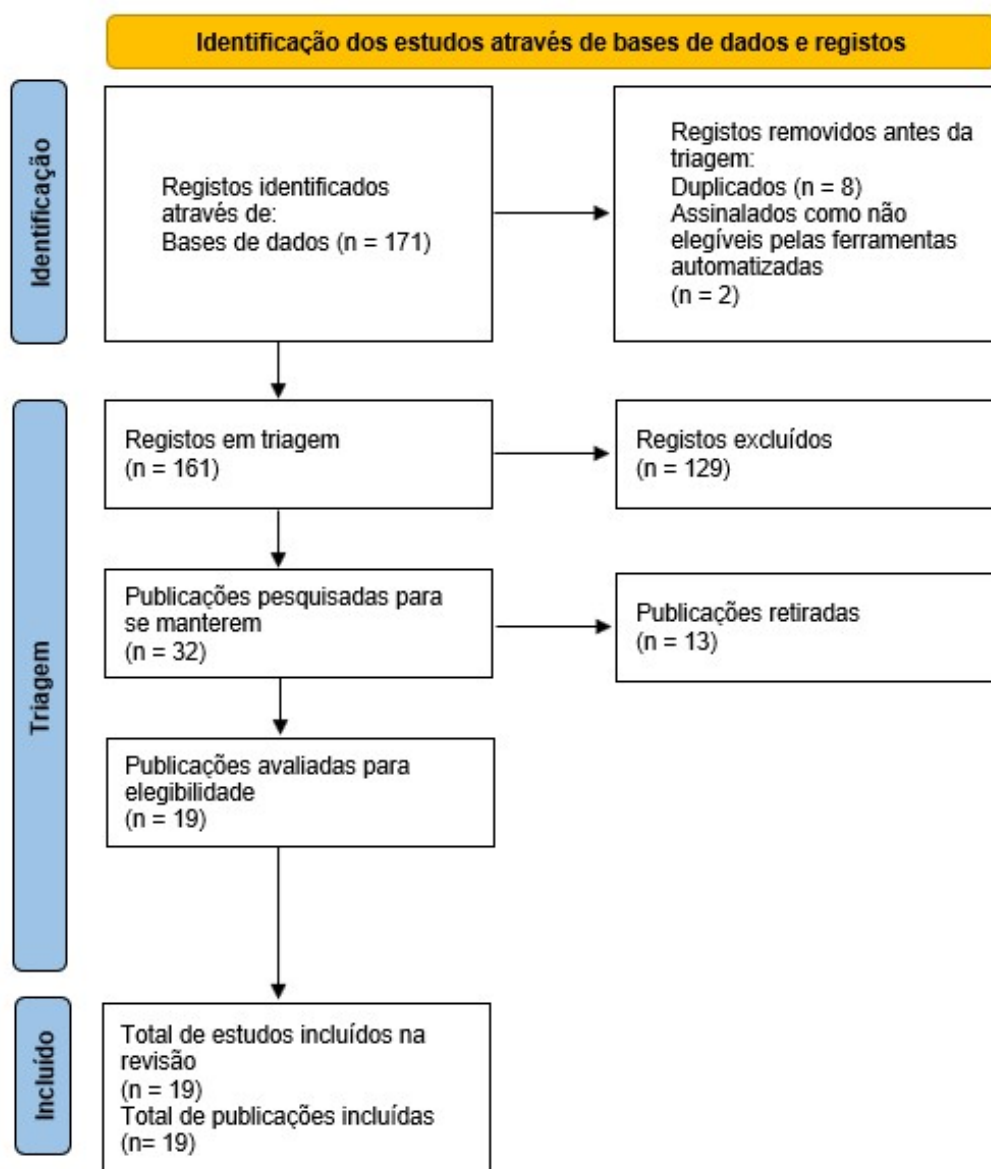 Identificação dos estudos através de bases de dados e registos
Identificação
Registos identificados
através de:
Bases de dados (n = 171)
Registos removidos antes da
triagem:
Duplicados (n = 8)
Assinalados como não
elegíveis pelas ferramentas
automatizadas
(n = 2)
Triagem
Registos em triagem
(n = 161)
Registos excluídos
(n = 129)
Publicações pesquisadas para
se manterem
(n = 32)
Publicações retiradas
(n = 13)
Publicações avaliadas para
elegibilidade
(n = 19)
Incluído
Total de estudos incluídos na
revisão
(n = 19)
Total de publicações incluídas
(n= 19)